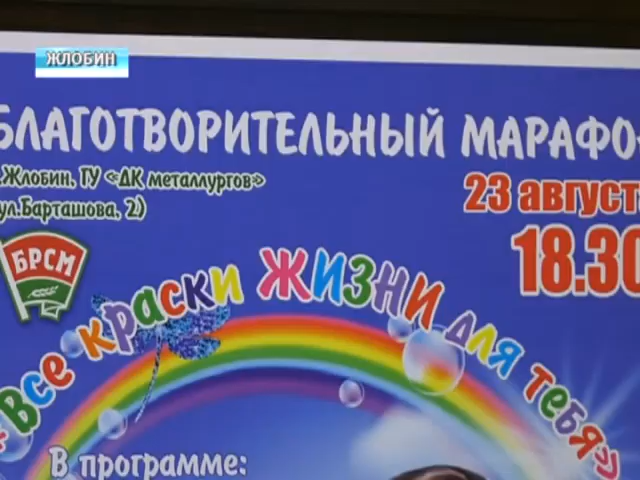 ЖЛОБИН
БЛАГОТВОРИТЕЛЬНЫЙ МАРАФО
.Жлобин, ГУ «ДК металлургов»
ул.Барташова, 2)
23 август
18.30
БРСМ
«Все краски жизни для тебя»
В программе: